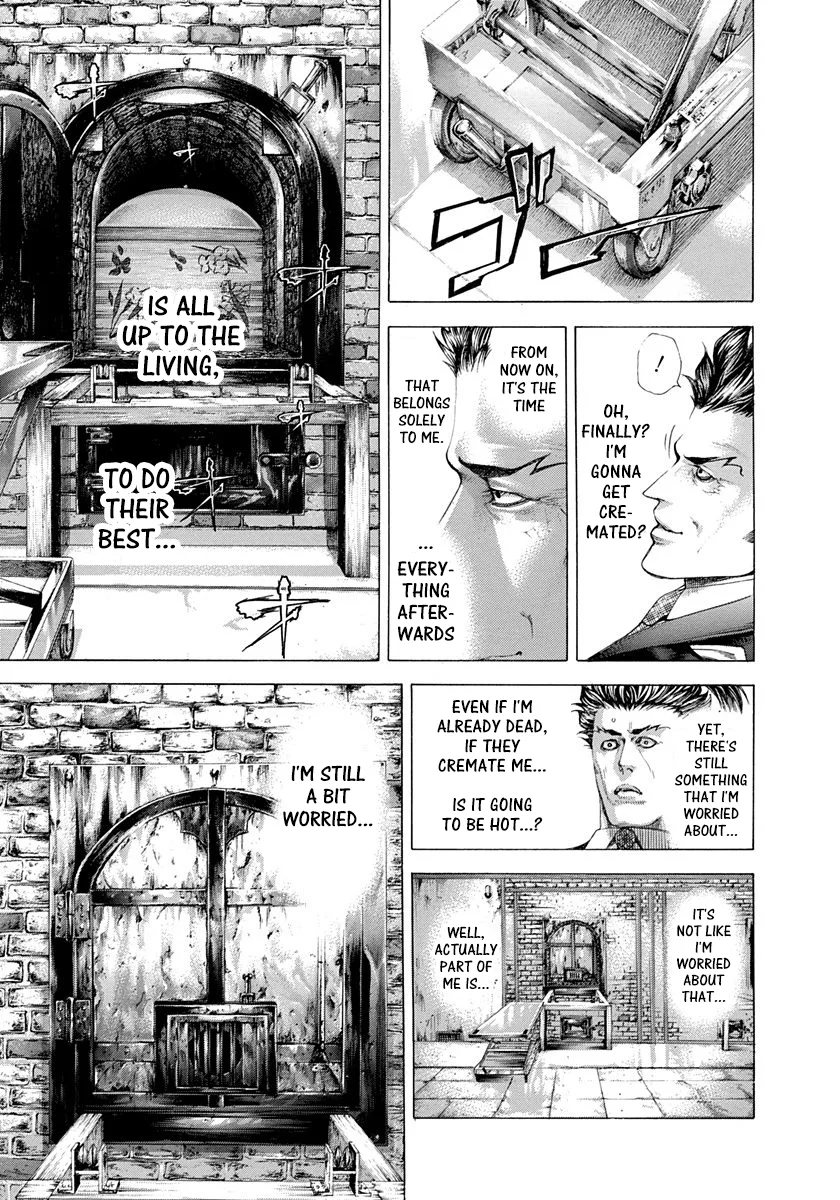 ゴ
ゴ
!
OH,
FINALLY?
I'M
GONNA
GET
CRE-
MATED?
FROM
NOW ON,
IT'S THE
TIME
THAT
BELONGS
SOLELY
TO ME.
...
EVERY-
THING
AFTER-
WARDS
IS ALL
UP TO THE
LIVING,
TO DO
THEIR
BEST...
YET,
THERE'S
STILL
SOMETHING
THAT I'M
WORRIED
ABOUT...
EVEN IF I'M
ALREADY DEAD,
IF THEY
CREMATE ME...
IS IT GOING
TO BE HOT...?
IT'S
NOT LIKE
I'M
WORRIED
ABOUT
THAT...
WELL,
ACTUALLY
PART OF
ME IS...
I'M STILL
A BIT
WORRIED...